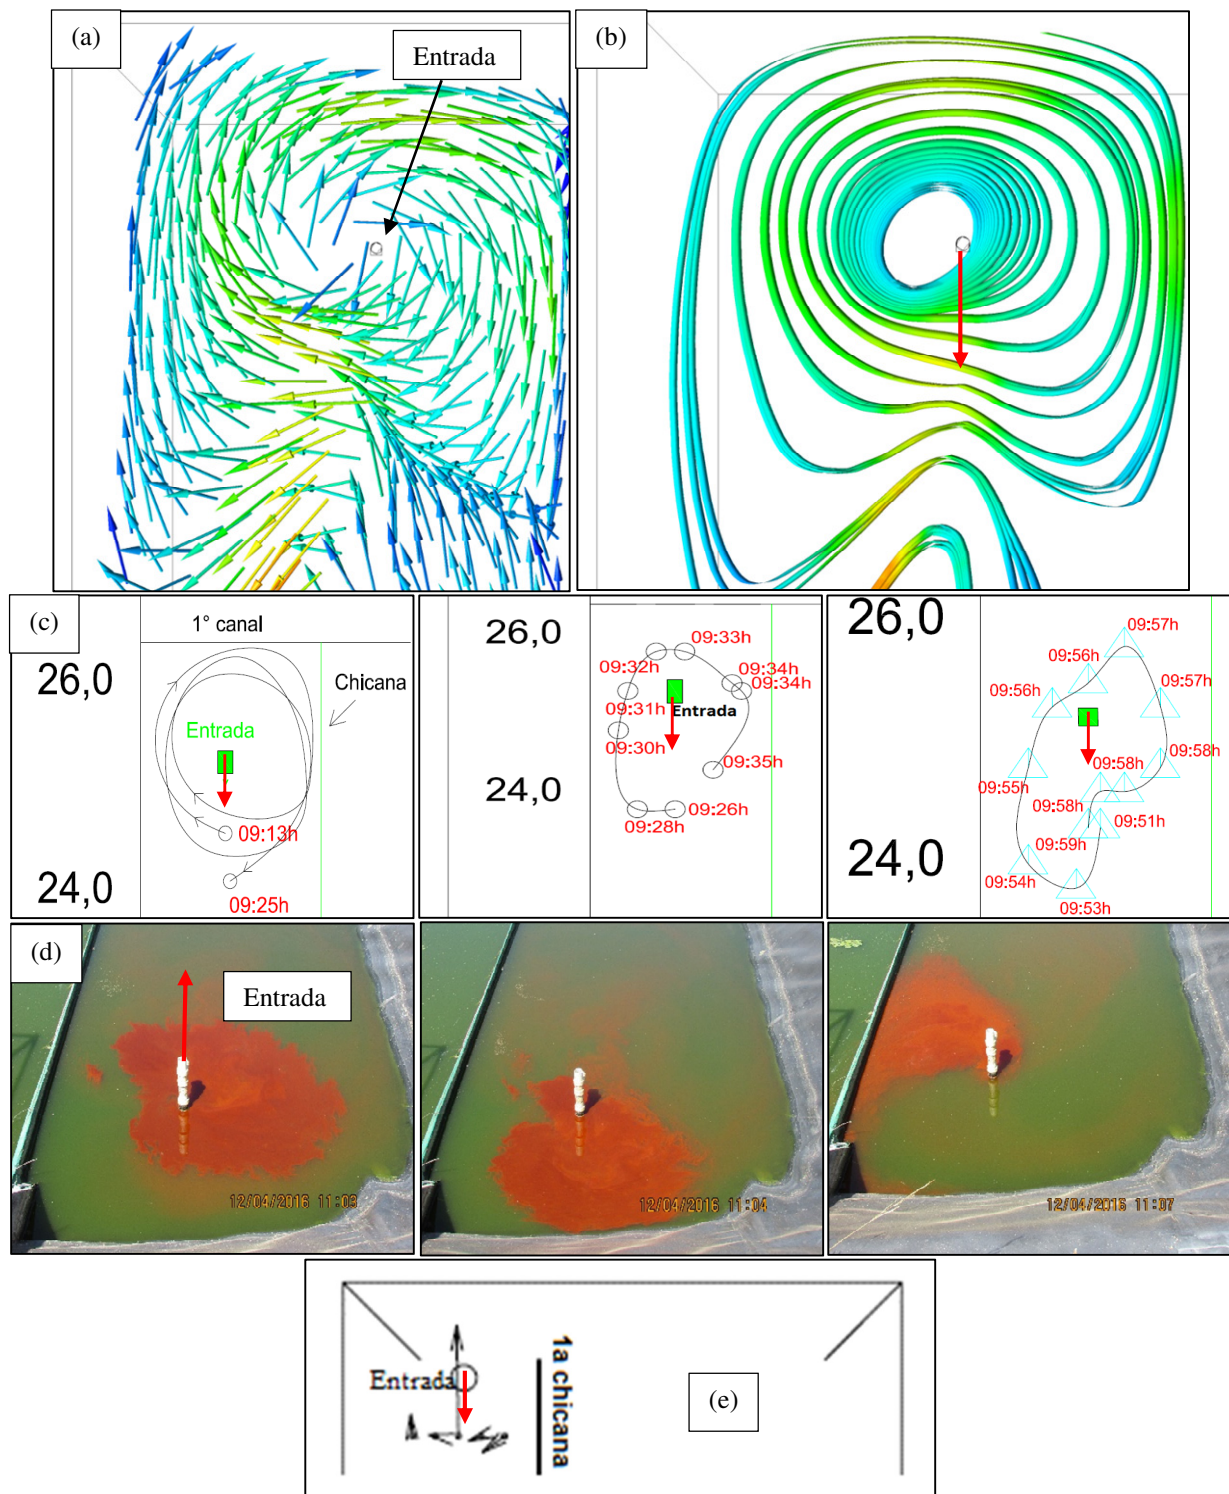 (a)
Entrada
(b)
(c)
1° canal
26,0
Chicana
Entrada
09:13h
24,0
09:25h
26,0
09:33h
09:32h
09:34h
09:34h
09:31h
Entrada
09:30h
09:35h
24,0
09:28h
09:26h
26,0
09:57h
09:56h
09:56h
09:57h
09:58h
09:58h
09:55h
09:58h
09:51h
09:59h
24,0
09:54h
09:53h
(d)
Entrada
12/04/2016 11:03
12/04/2016 11:04
12/04/2016 11:07
Entrada
1a chicana
(e)